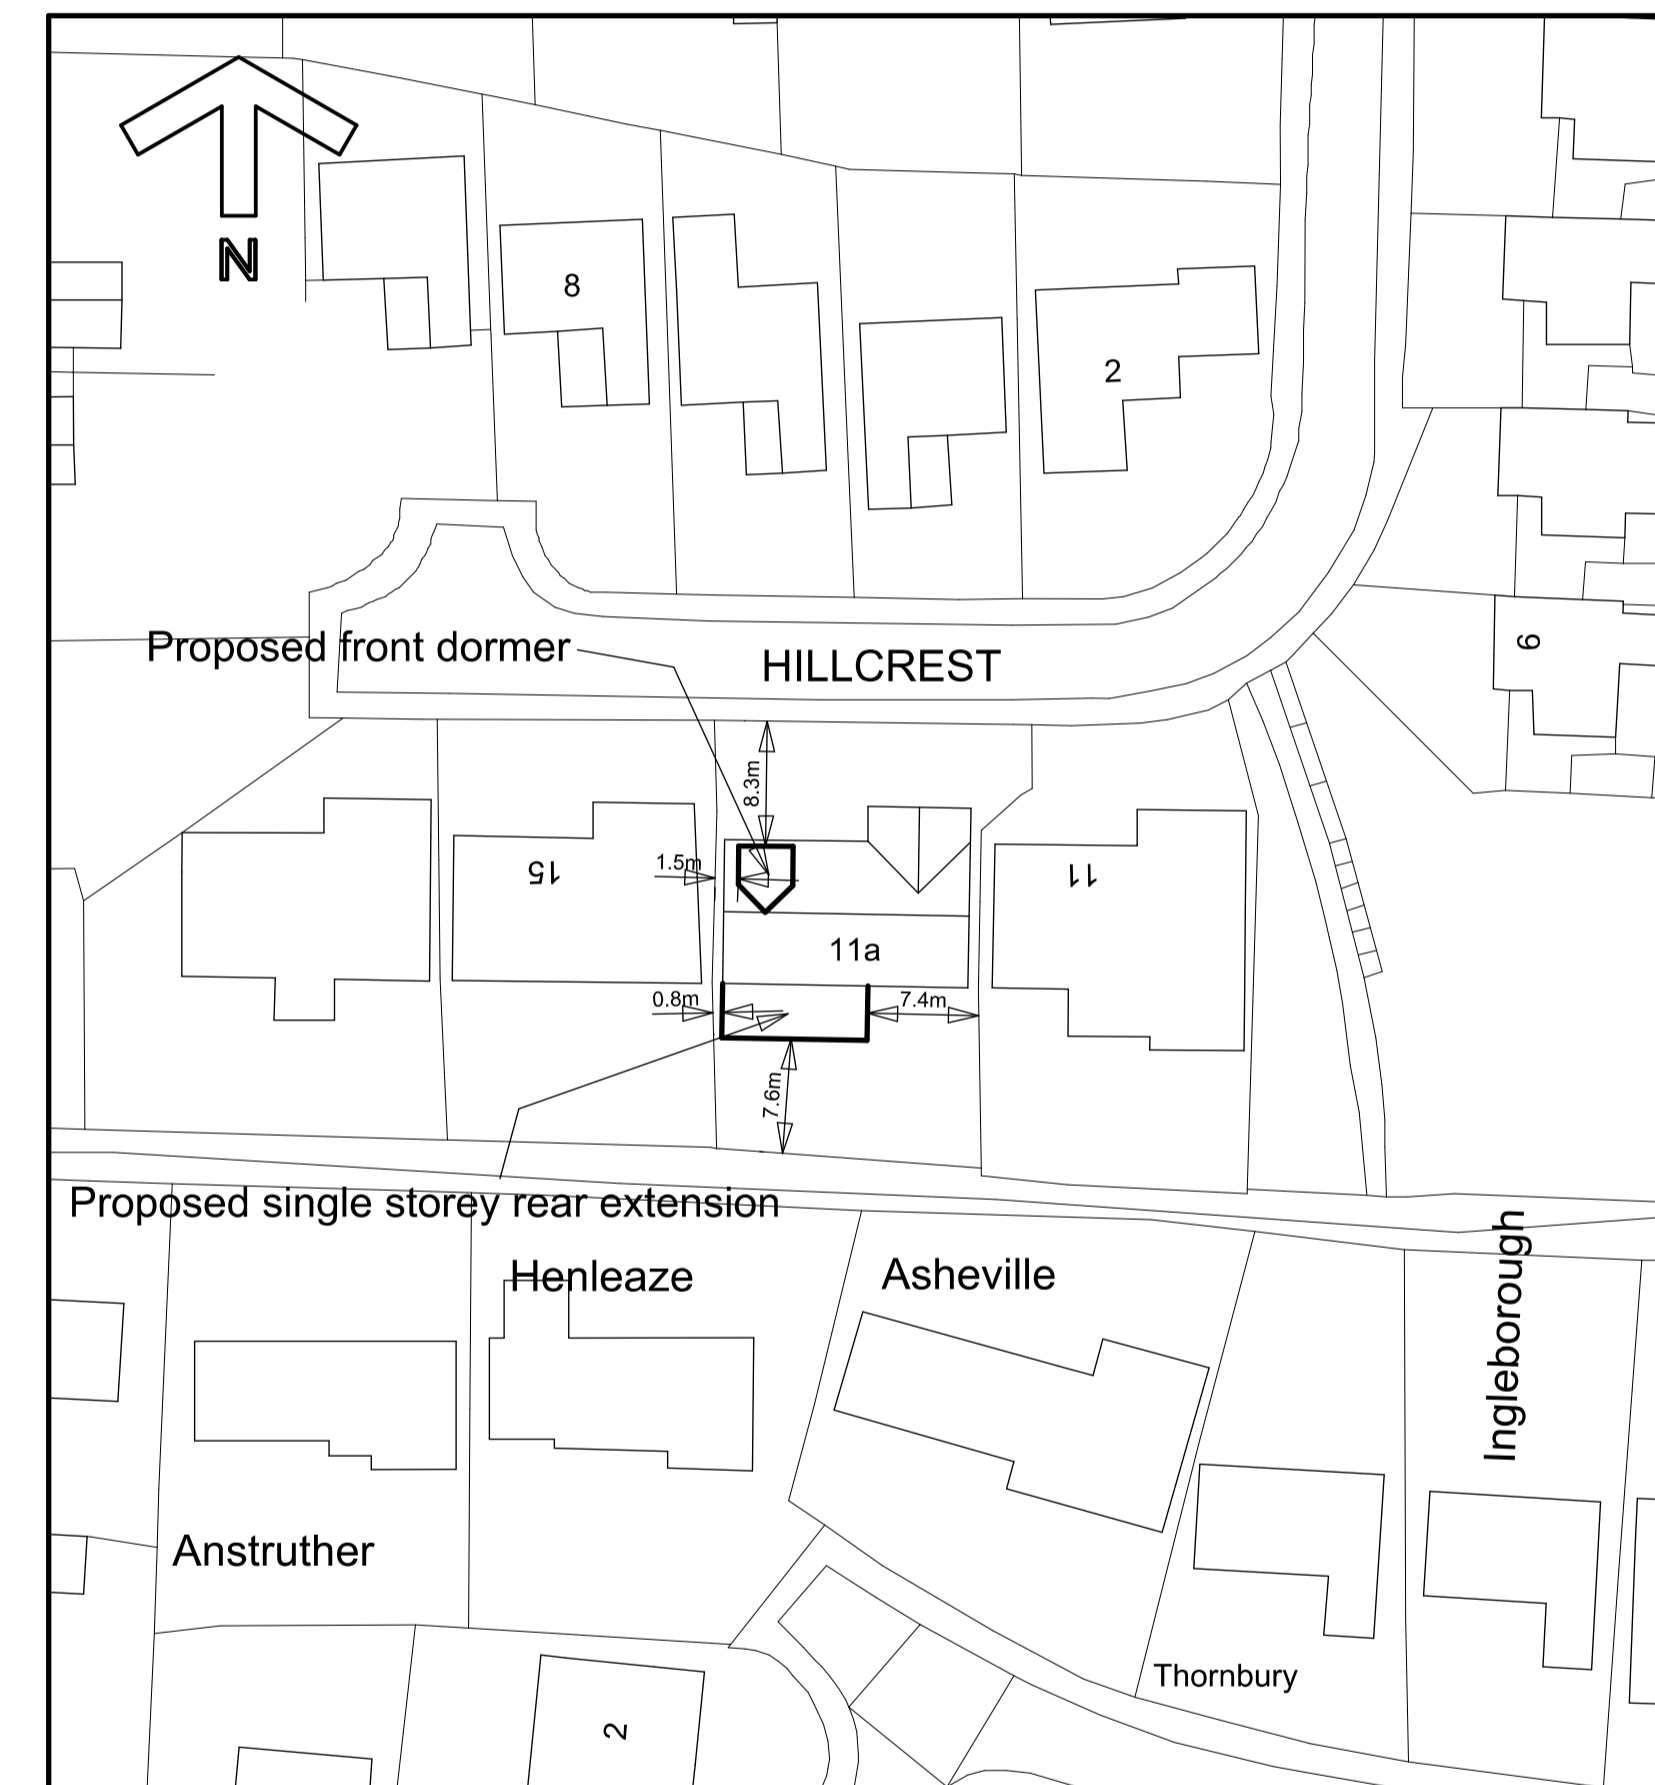 N
8
2
Proposed front dormer
HILLCREST
9
8.3m
1.5m
15
11
11a
0.8m
7.4m
7.6m
Proposed single storey rear extension
Henleaze
Asheville
Ingleborough
Anstruther
Thornbury
2